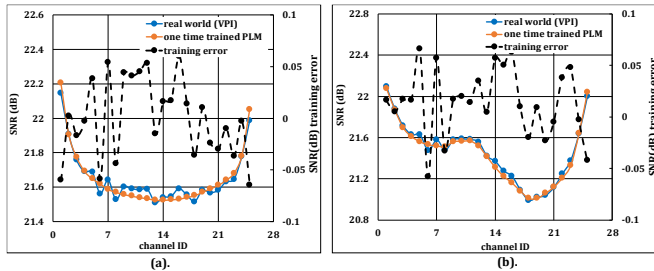 22.6
22.4
22.2
22.0
21.8
21.6
21.4
SNR (dB)
real world (VPI)
one time trained PLM
training error
0.1
0.05
0
-0.05
-0.1
SNR(dB) training error
0 7 14 21 28
channel ID
(a).
22.8
22.4
22.0
21.6
21.2
20.8
SNR (dB)
real world (VPI)
one time trained PLM
training error
0.1
0.05
0
-0.05
-0.1
SNR(dB) training error
0 7 14 21 28
channel ID
(b).